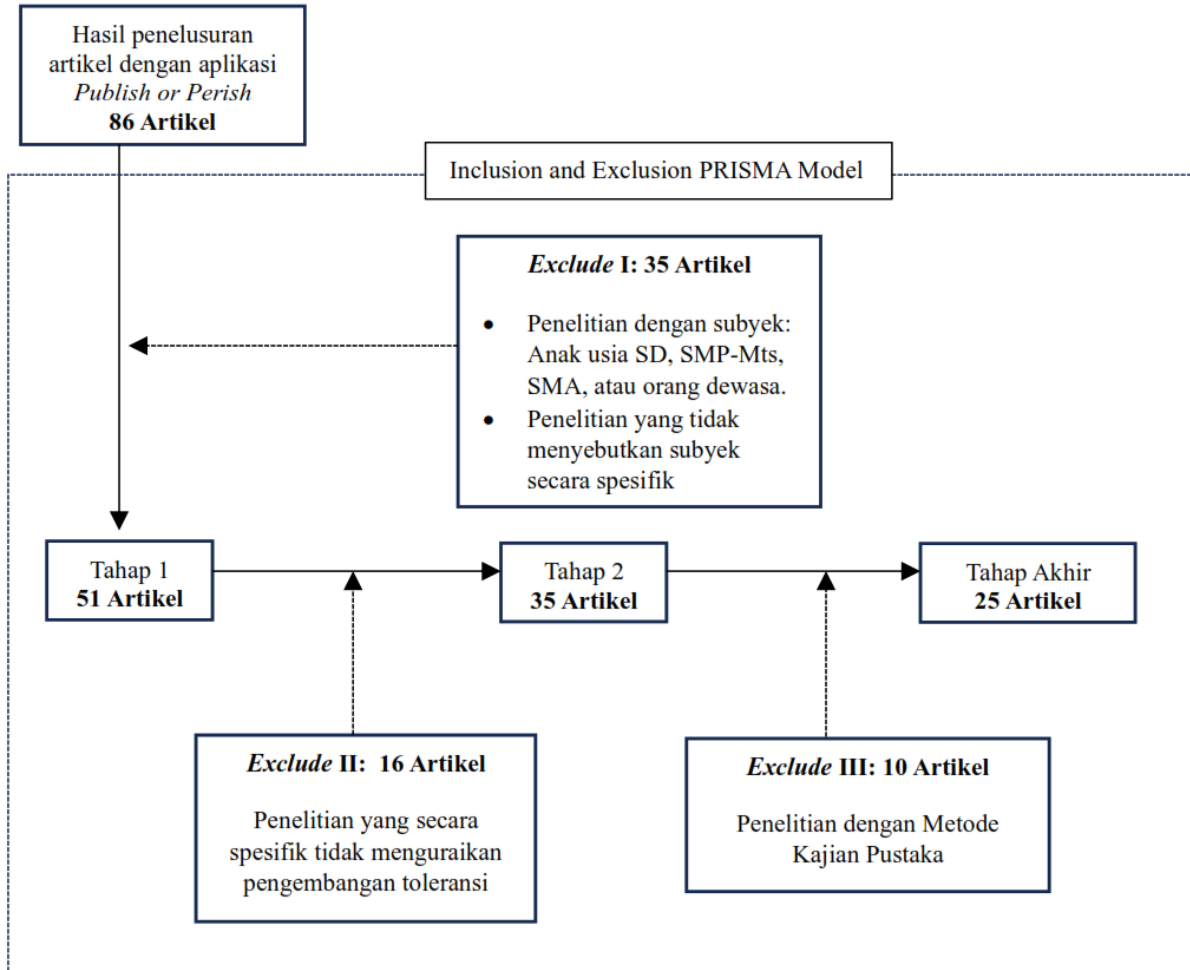 Hasil penelusuran
artikel dengan aplikasi
Publish or Perish
86 Artikel
Inclusion and Exclusion PRISMA Model
Exclude I: 35 Artikel
• Penelitian dengan subyek:
Anak usia SD, SMP-Mts,
SMA, atau orang dewasa.
• Penelitian yang tidak
menyebutkan subyek
secara spesifik
Tahap 1
51 Artikel
Tahap 2
35 Artikel
Tahap Akhir
25 Artikel
Exclude II: 16 Artikel
Penelitian yang secara
spesifik tidak menguraikan
pengembangan toleransi
Exclude III: 10 Artikel
Penelitian dengan Metode
Kajian Pustaka